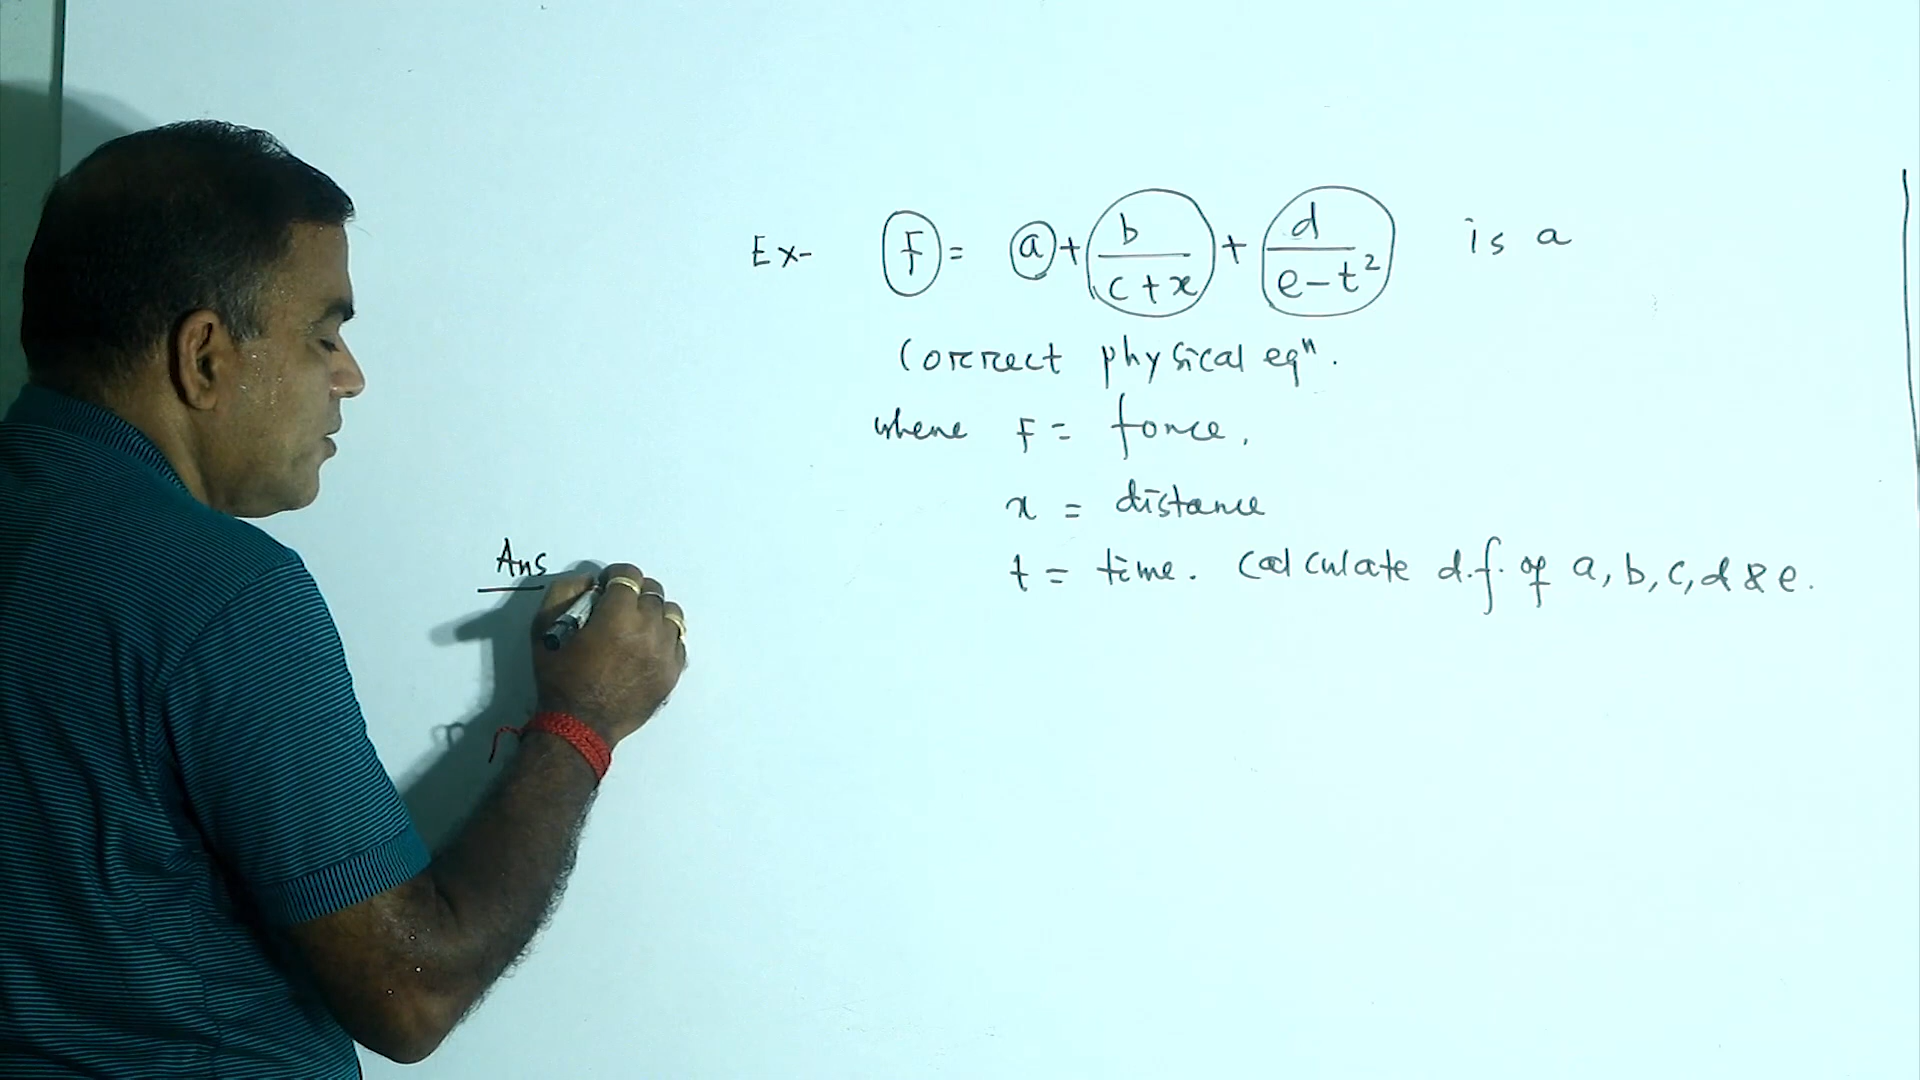 Ex- F = a + b/(c+x) + d/(e-t²) is a
Correct physical eqⁿ.
where F = force,
x = distance
t = time. Calculate d.f. of a, b, c, d & e.
Ans